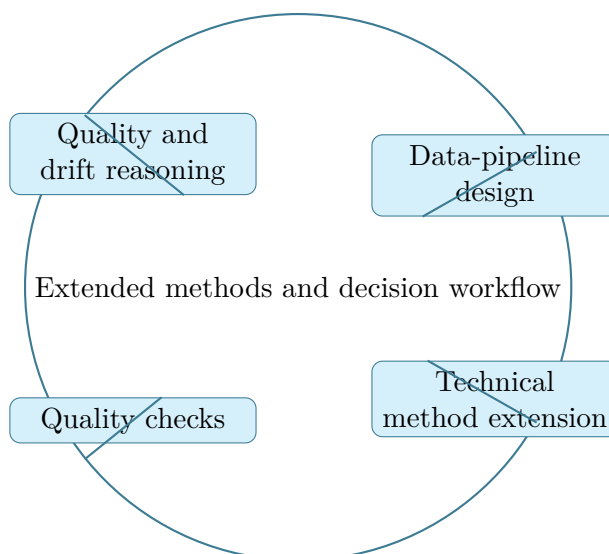 Quality and
drift reasoning
Data-pipeline
design
Extended methods and decision workflow
Quality checks
Technical
method extension